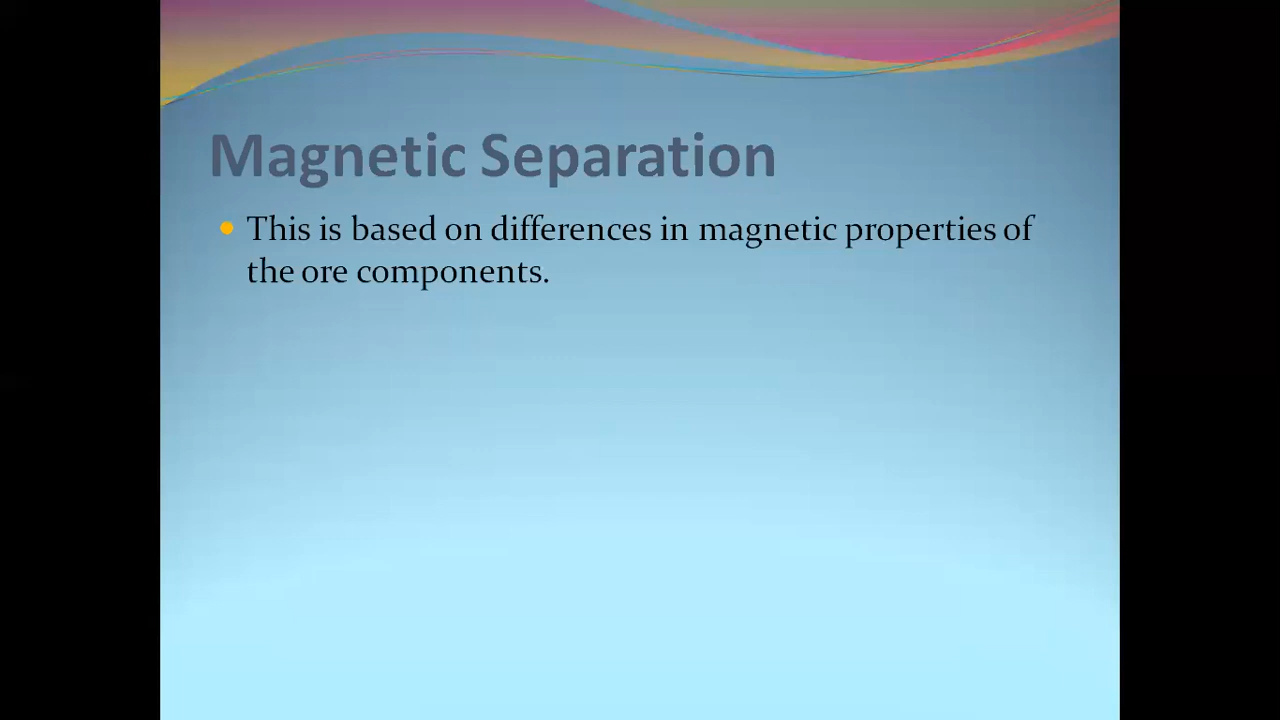 Magnetic Separation
This is based on differences in magnetic properties of
the ore components.